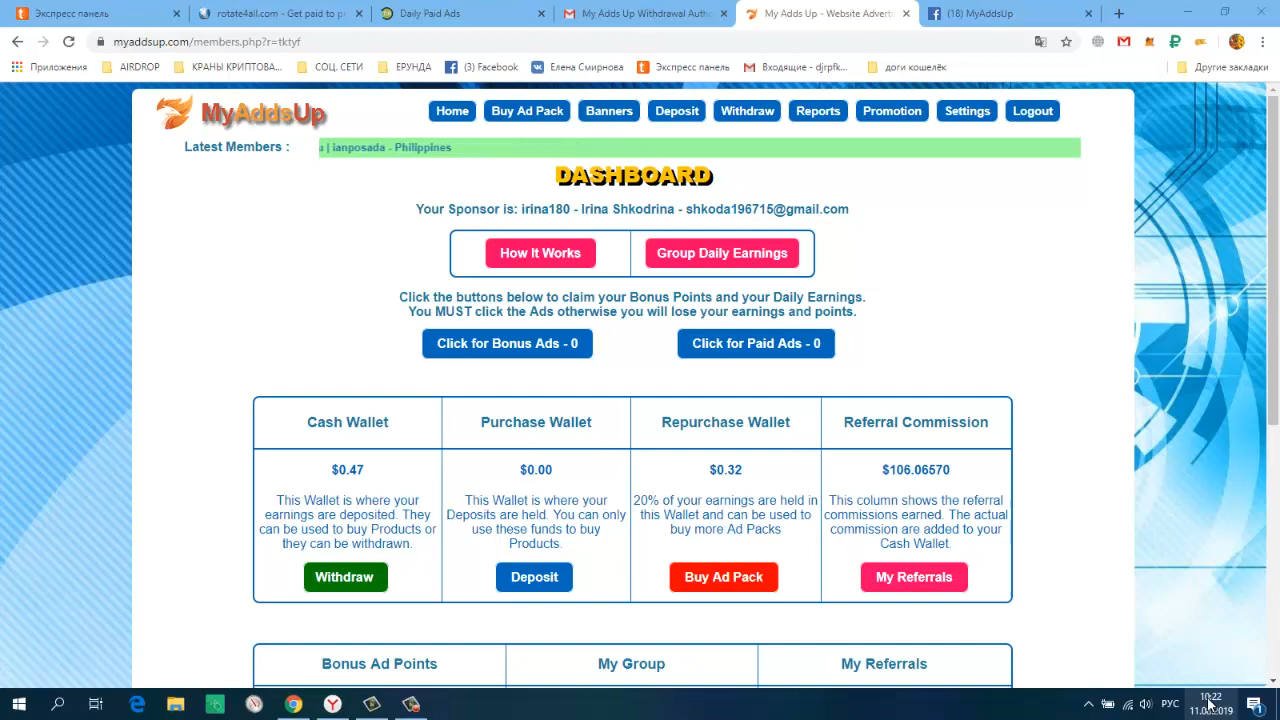 Экспресс панель
rotate4all.com - Get paid to pr
Daily Paid Ads
My Adds Up Withdrawal Autho
My Adds Up - Website Adverti
(18) MyAddsUp
myaddsup.com/members.php?r=tktyf
Приложения
AIRDROP
КРАНЫ КРИПТОВА...
СОЦ. СЕТИ
ЕРУНДА
(3) Facebook
Елена Смирнова
Экспресс панель
Входящие - djrpfk...
доги кошелёк
Другие закладки
MyAddsUp
Home
Buy Ad Pack
Banners
Deposit
Withdraw
Reports
Promotion
Settings
Logout
Latest Members :
u | ianposada - Philippines
DASHBOARD
Your Sponsor is: irina180 - Irina Shkodrina - shkoda196715@gmail.com
How It Works
Group Daily Earnings
Click the buttons below to claim your Bonus Points and your Daily Earnings.
You MUST click the Ads otherwise you will lose your earnings and points.
Click for Bonus Ads - 0
Click for Paid Ads - 0
Cash Wallet
Purchase Wallet
Repurchase Wallet
Referral Commission
$0.47
$0.00
$0.32
$106.06570
This Wallet is where your
earnings are deposited. They
can be used to buy Products or
they can be withdrawn.
This Wallet is where your
Deposits are held. You can only
use these funds to buy
Products.
20% of your earnings are held in
this Wallet and can be used to
buy more Ad Packs
This column shows the referral
commissions earned. The actual
commission are added to your
Cash Wallet.
Withdraw
Deposit
Buy Ad Pack
My Referrals
Bonus Ad Points
My Group
My Referrals
РУС
10:22